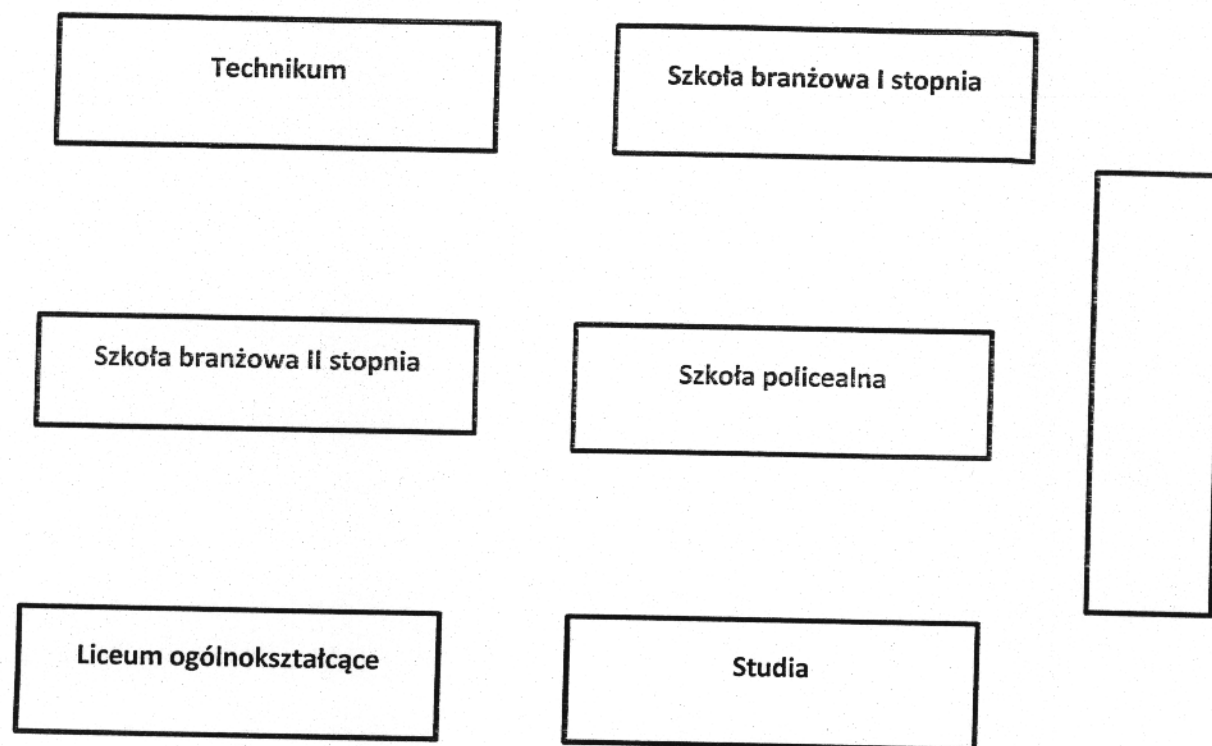 Technikum
Szkoła branżowa I stopnia
Szkoła branżowa II stopnia
Szkoła policealna
Liceum ogólnokształcące
Studia